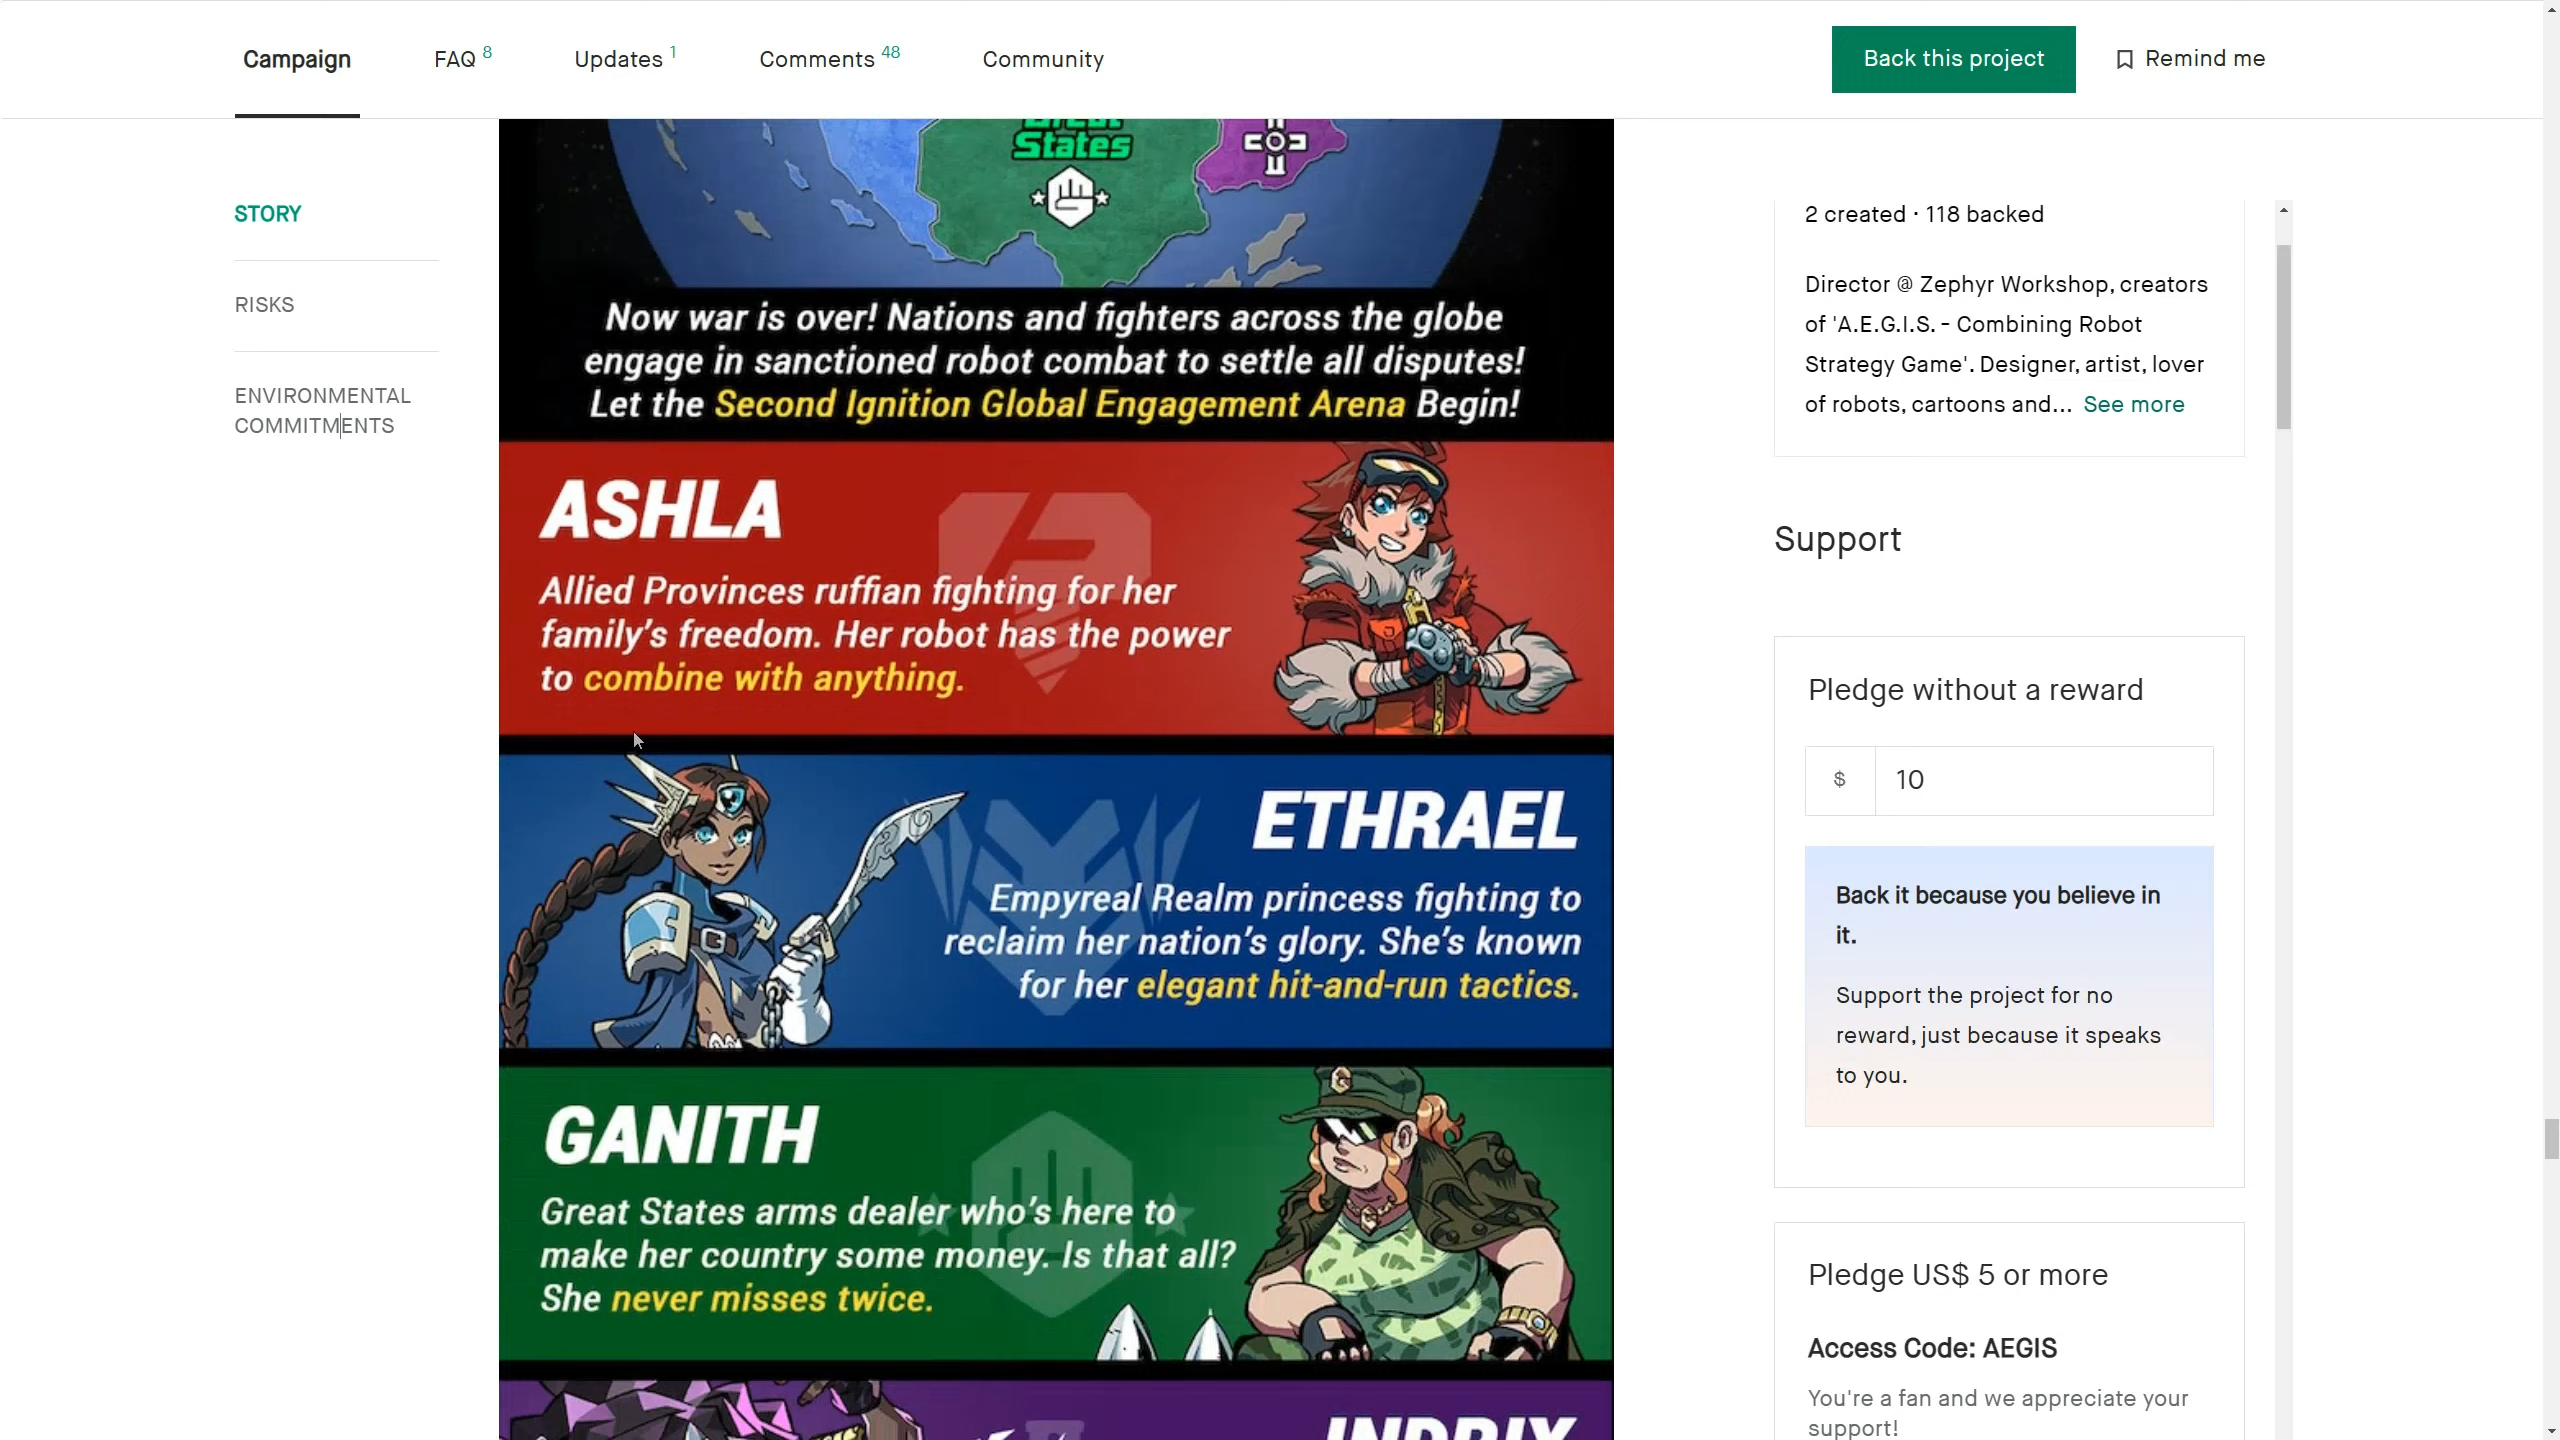 Campaign
FAQ 8
Updates 1
Comments 48
Community
Back this project
Remind me
STORY
RISKS
ENVIRONMENTAL
COMMITMENTS
Great
States
Now war is over! Nations and fighters across the globe
engage in sanctioned robot combat to settle all disputes!
Let the Second Ignition Global Engagement Arena Begin!
ASHLA
Allied Provinces ruffian fighting for her
family's freedom. Her robot has the power
to combine with anything.
ETHRAEL
Empyreal Realm princess fighting to
reclaim her nation's glory. She's known
for her elegant hit-and-run tactics.
GANITH
Great States arms dealer who's here to
make her country some money. Is that all?
She never misses twice.
INDRIX
2 created · 118 backed
Director @ Zephyr Workshop, creators
of 'A.E.G.I.S. - Combining Robot
Strategy Game'. Designer, artist, lover
of robots, cartoons and... See more
Support
Pledge without a reward
$ 10
Back it because you believe in
it.
Support the project for no
reward, just because it speaks
to you.
Pledge US$ 5 or more
Access Code: AEGIS
You're a fan and we appreciate your
support!